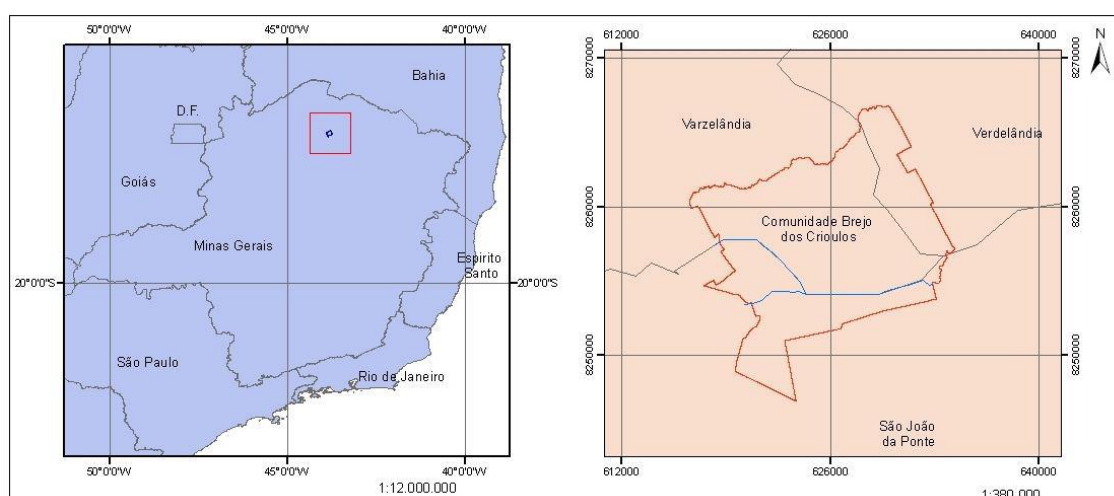 50°0'0"W
45°0'0"W
40°0'0"W
Bahia
D.F.
Goiás
Minas Gerais
Espirito
Santo
20°0'0"S
20°0'0"S
São Paulo
Rio de Janeiro
50°0'0"W
45°0'0"W
40°0'0"W
1:12.000.000
612000
626000
640000
N
8270000
8270000
Varzelândia
Verdelândia
8260000
8260000
Comunidade Brejo
dos Crioulos
8250000
8250000
São João
da Ponte
612000
626000
640000
1:380.000